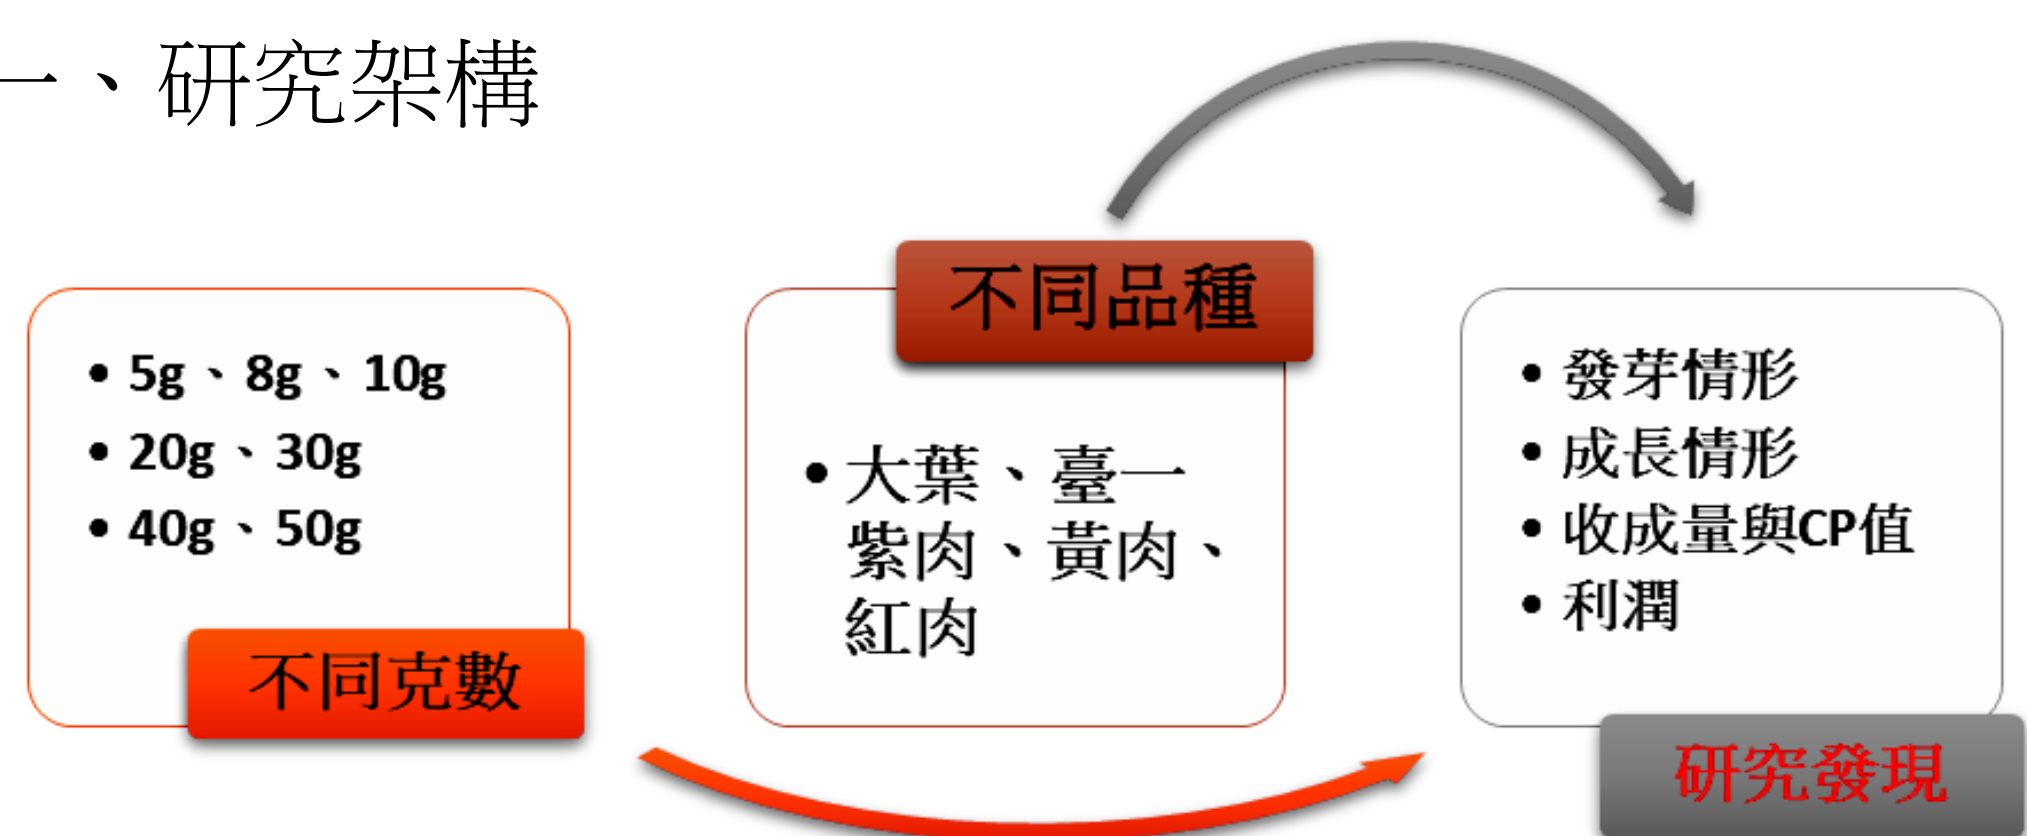 一、研究架構
• 5g、8g、10g
• 20g、30g
• 40g、50g
不同克數
不同品種
• 大葉、臺一
紫肉、黃肉、
紅肉
• 發芽情形
• 成長情形
• 收成量與CP值
• 利潤
研究發現